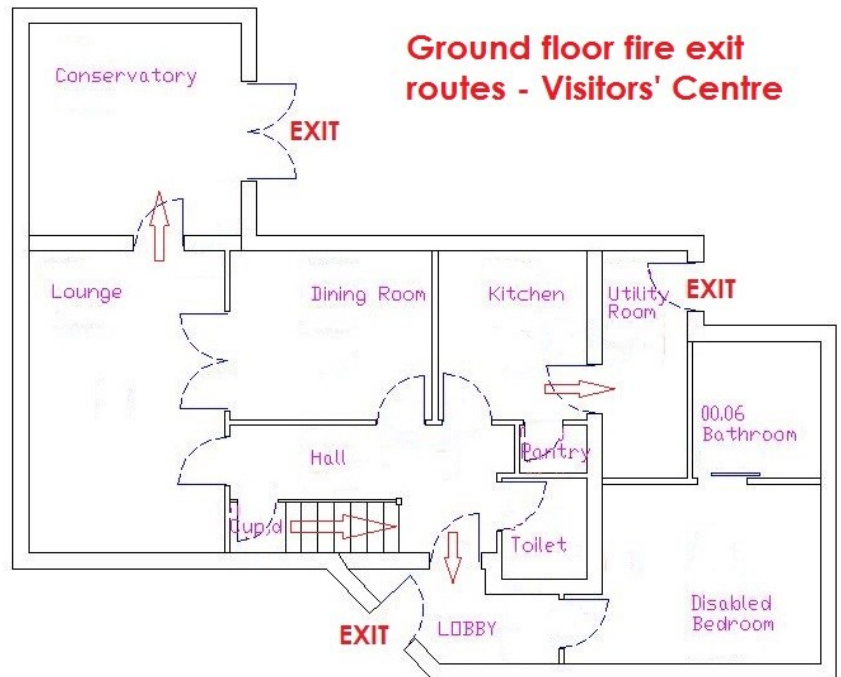 Ground floor fire exit
routes - Visitors' Centre
Conservatory
EXIT
Lounge
Dining Room
Kitchen
Utility
Room
EXIT
00.06
Bathroom
Hall
Pantry
Cup,d
Toilet
EXIT
LOBBY
Disabled
Bedroom